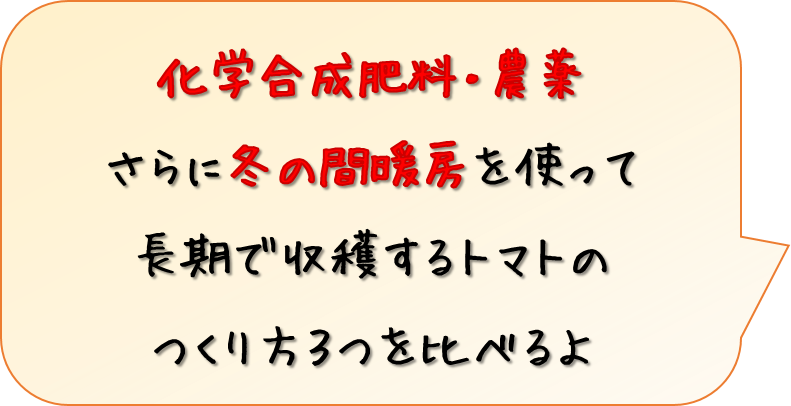 化学合成肥料・農薬
さらに冬の間暖房を使って
長期で収穫するトマトの
つくり方3つを比べるよ